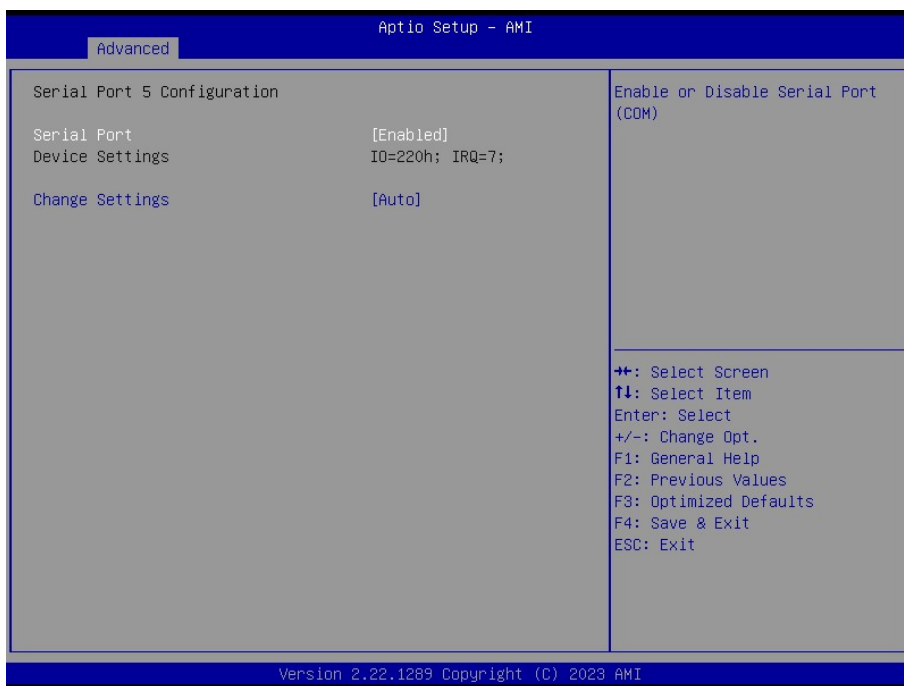 Aptio Setup – AMI
Advanced
Serial Port 5 Configuration
Serial Port [Enabled]
Device Settings IO=220h; IRQ=7;
Change Settings [Auto]
Enable or Disable Serial Port
(COM)
→←: Select Screen
↑↓: Select Item
Enter: Select
+/-: Change Opt.
F1: General Help
F2: Previous Values
F3: Optimized Defaults
F4: Save & Exit
ESC: Exit
Version 2.22.1289 Copyright (C) 2023 AMI